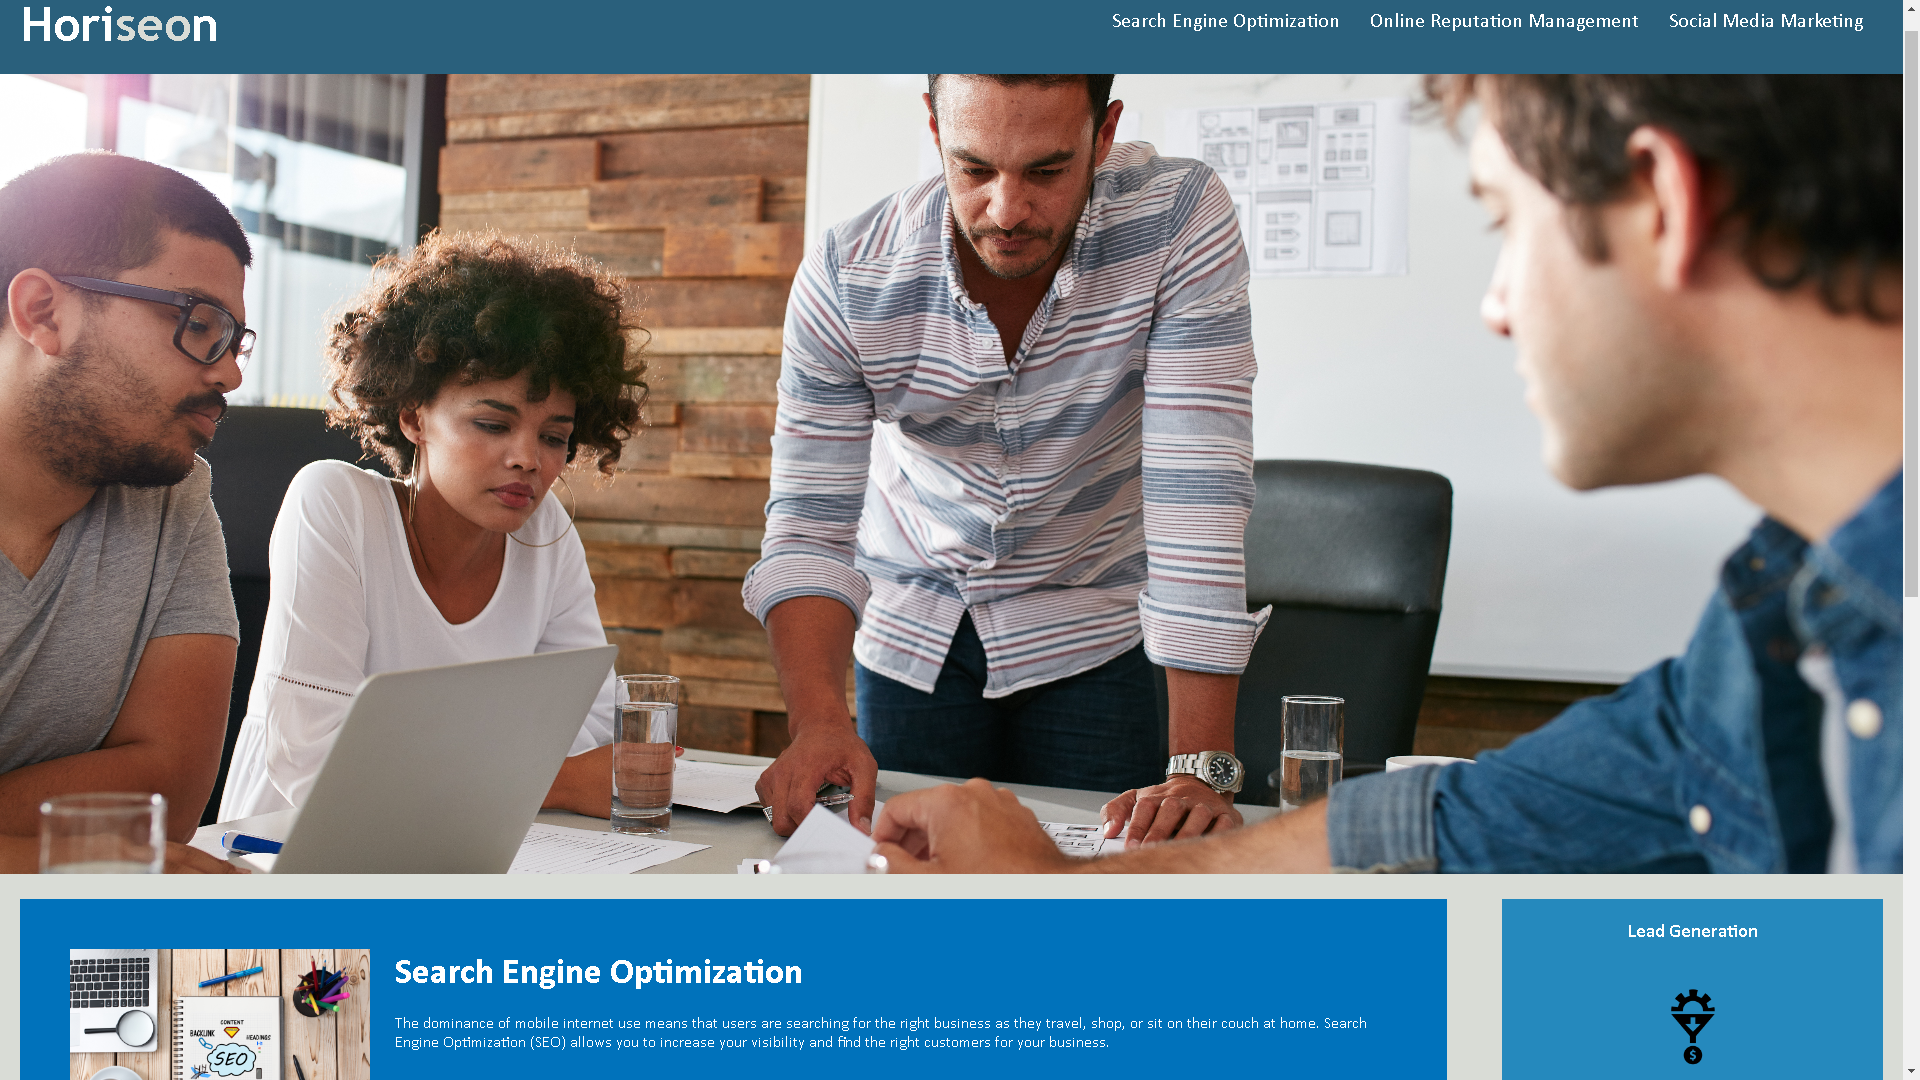 Horiseon
Search Engine Optimization
Online Reputation Management
Social Media Marketing
Search Engine Optimization
The dominance of mobile internet use means that users are searching for the right business as they travel, shop, or sit on their couch at home. Search
Engine Optimization (SEO) allows you to increase your visibility and find the right customers for your business.
CONTENT
BACKLINK
HEADINGS
SEO
Lead Generation
$